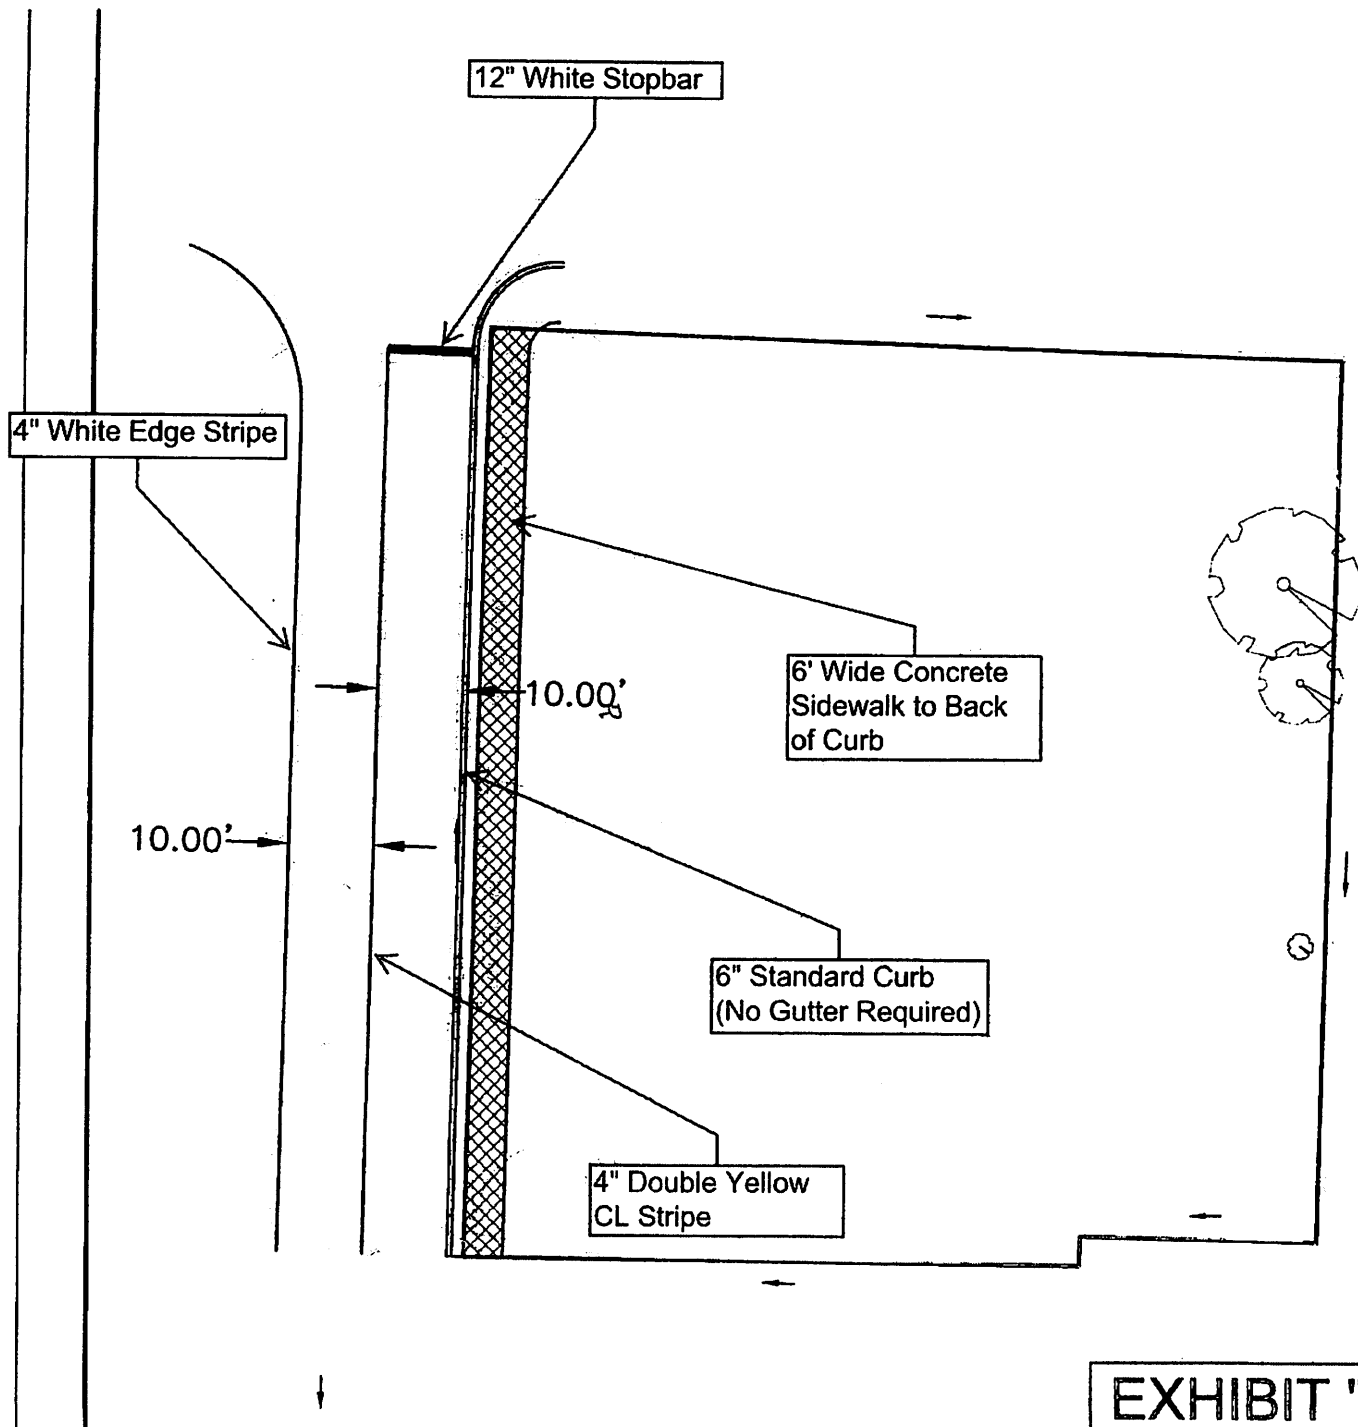 12" White Stopbar
4" White Edge Stripe
6' Wide Concrete
Sidewalk to Back
of Curb
10.00'
10.00'
6" Standard Curb
(No Gutter Required)
4" Double Yellow
CL Stripe
EXHIBIT "